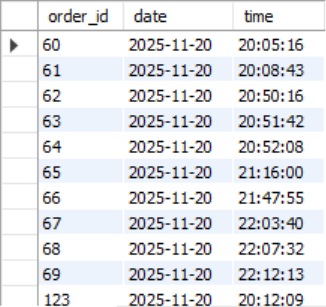 order_id date time
60 2025-11-20 20:05:16
61 2025-11-20 20:08:43
62 2025-11-20 20:50:16
63 2025-11-20 20:51:42
64 2025-11-20 20:52:08
65 2025-11-20 21:16:00
66 2025-11-20 21:47:55
67 2025-11-20 22:03:40
68 2025-11-20 22:07:32
69 2025-11-20 22:12:13
123 2025-11-20 20:12:09